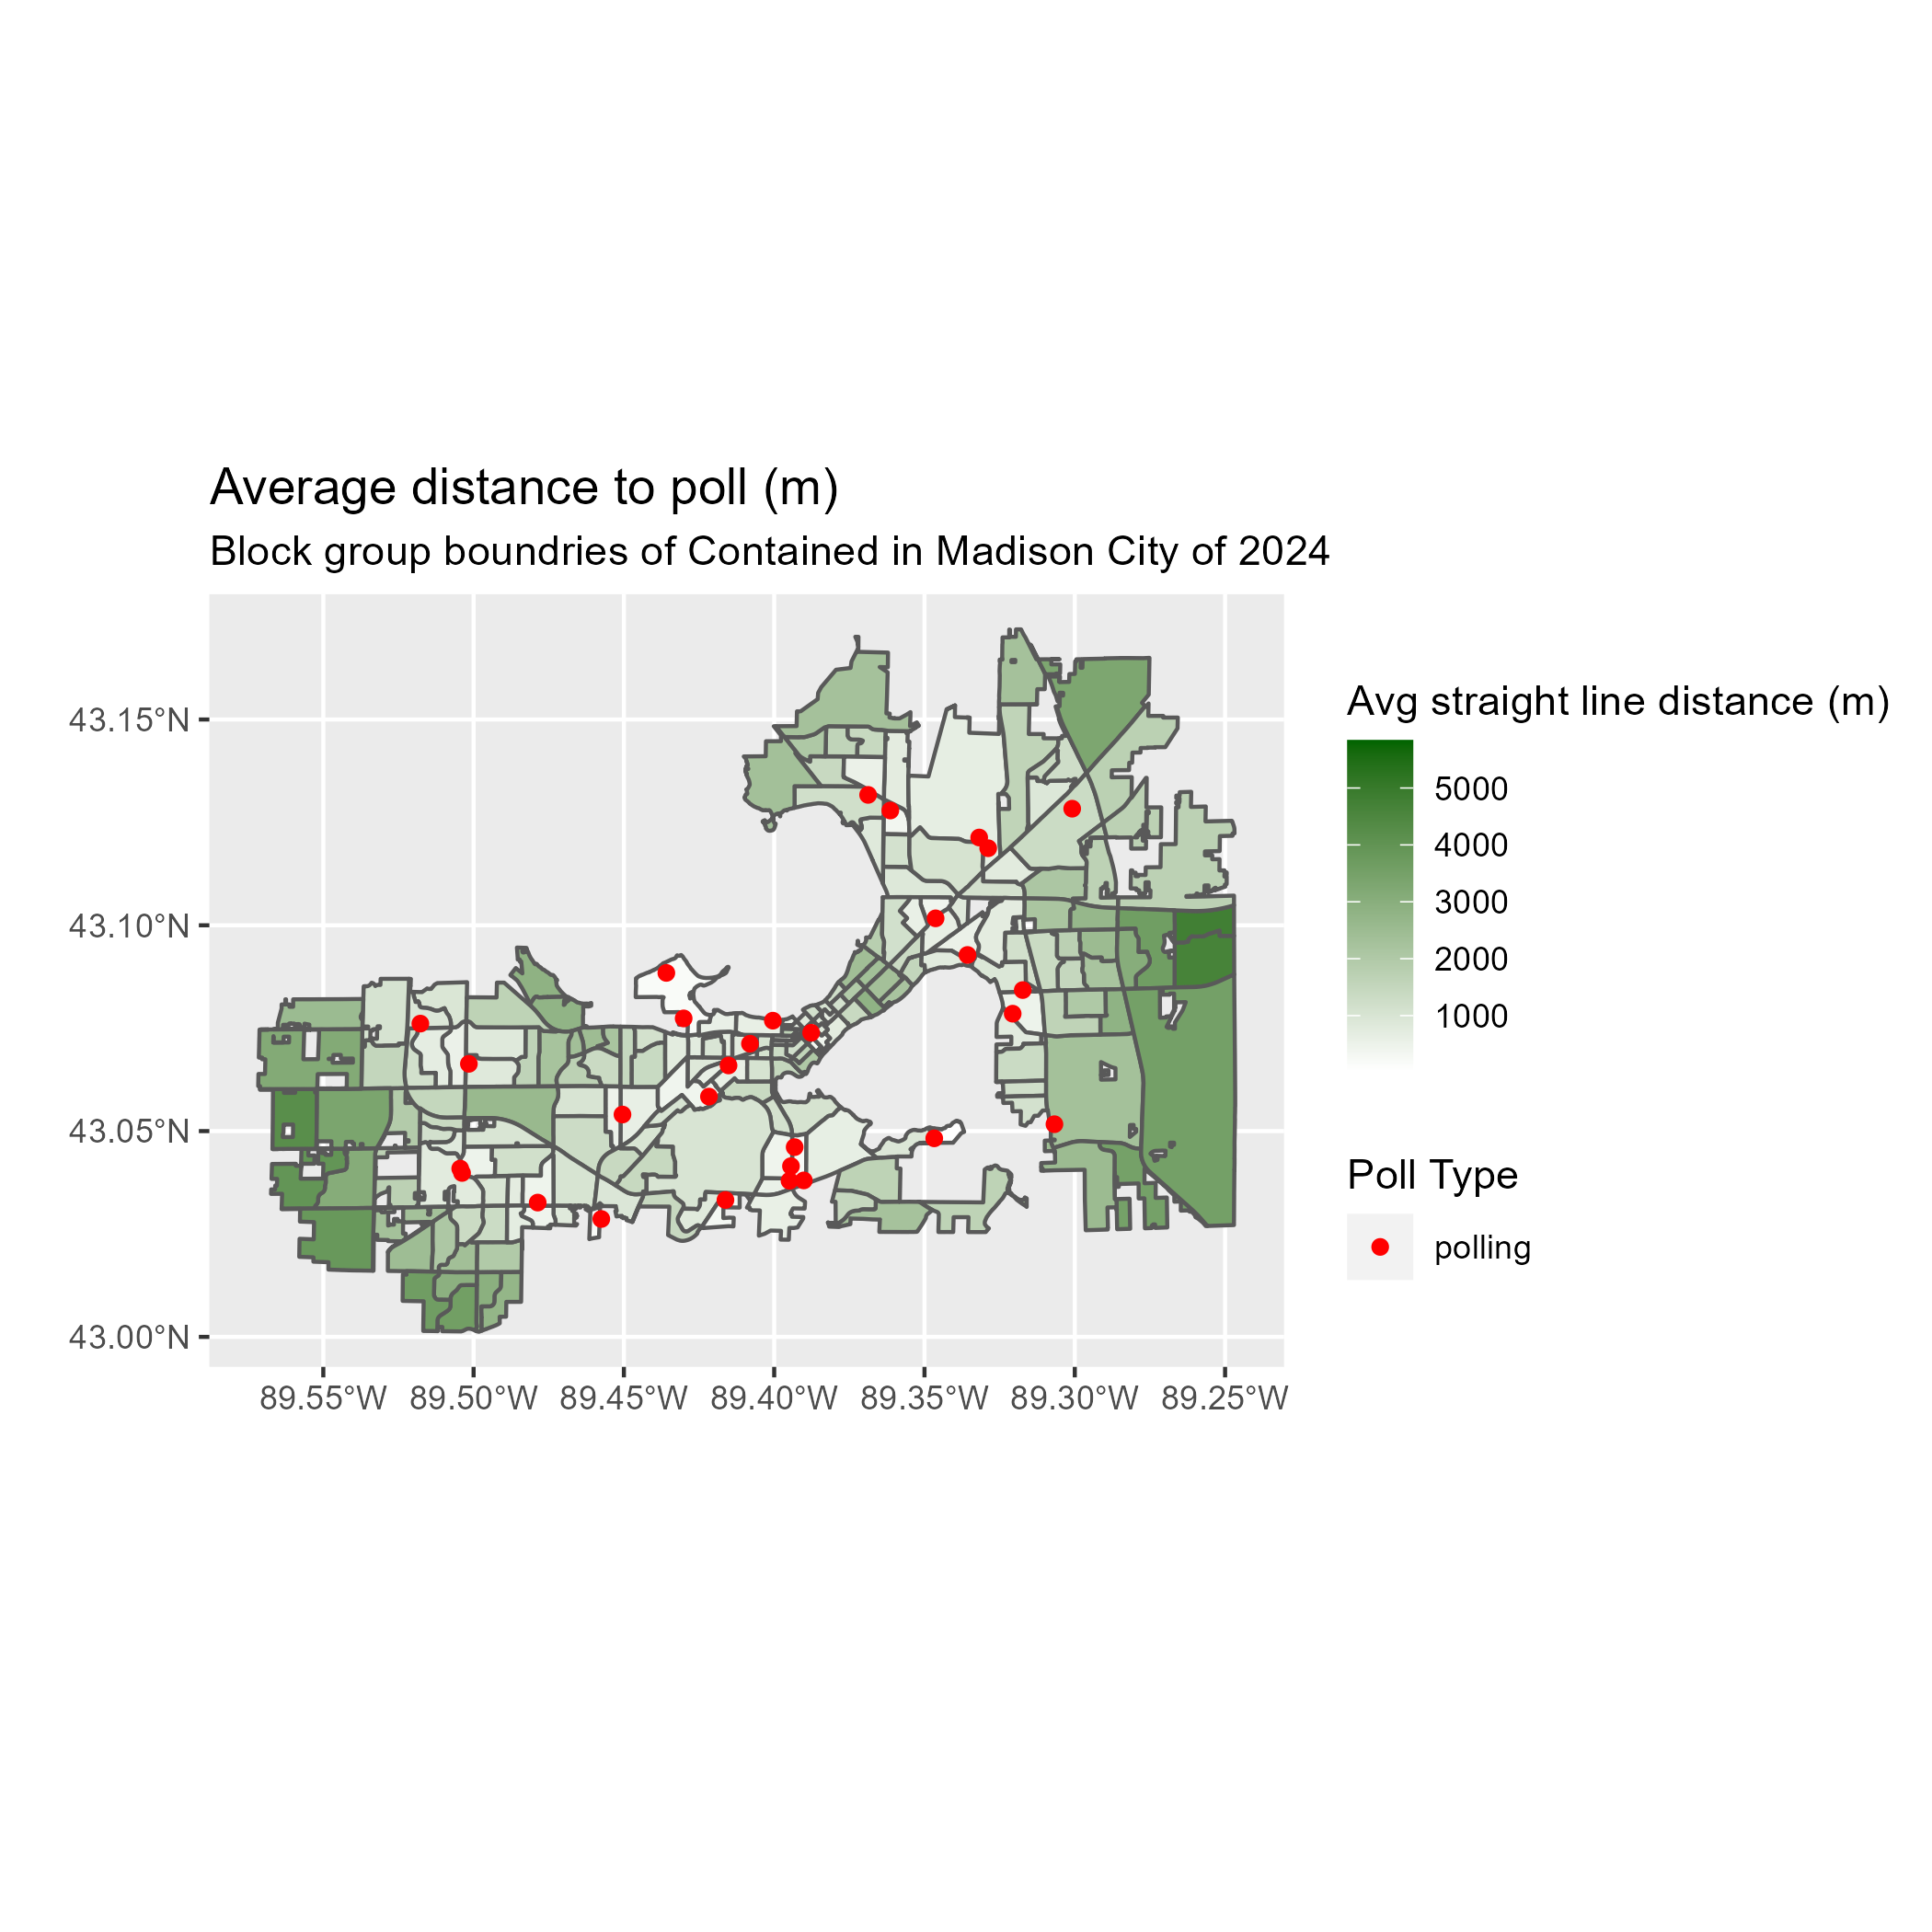 Average distance to poll (m)
Block group boundries of Contained in Madison City of 2024
43.15°N
43.10°N
43.05°N
43.00°N
89.55°W 89.50°W 89.45°W 89.40°W 89.35°W 89.30°W 89.25°W
Avg straight line distance (m)
5000
4000
3000
2000
1000
Poll Type
polling